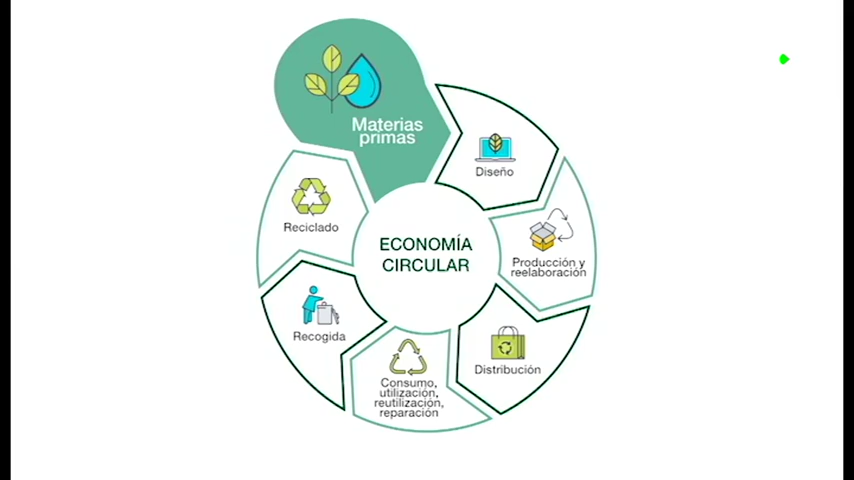 Materias
primas
Diseño
Producción y
reelaboración
Distribución
Consumo,
utilización,
reutilización,
reparación
Recogida
Reciclado
ECONOMÍA
CIRCULAR